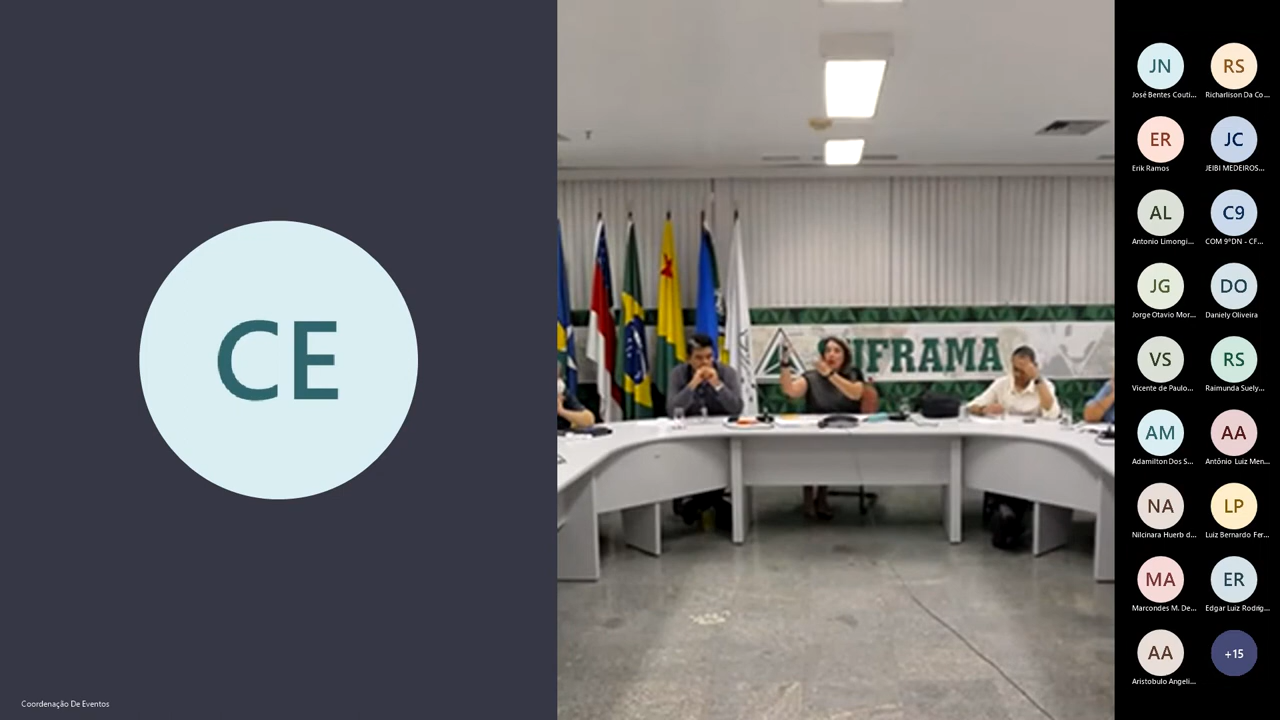 CE
Coordenação De Eventos
UFRAMA
JN
RS
José Bentes Couti...
Richarlison Da Co...
ER
JC
Erik Ramos
JEIBI MEDEIROS...
AL
C9
Antonio Limongi...
COM 9ºDN - CF...
JG
DO
Jorge Otavio Mor...
Daniely Oliveira
VS
RS
Vicente de Paulo...
Raimunda Suely...
AM
AA
Adamilton Dos S...
Antônio Luiz Men...
NA
LP
Nilcinara Huerb d...
Luiz Bernardo Fer...
MA
ER
Marcondes M. De...
Edgar Luiz Rodrig...
AA
+15
Aristobulo Angeli...